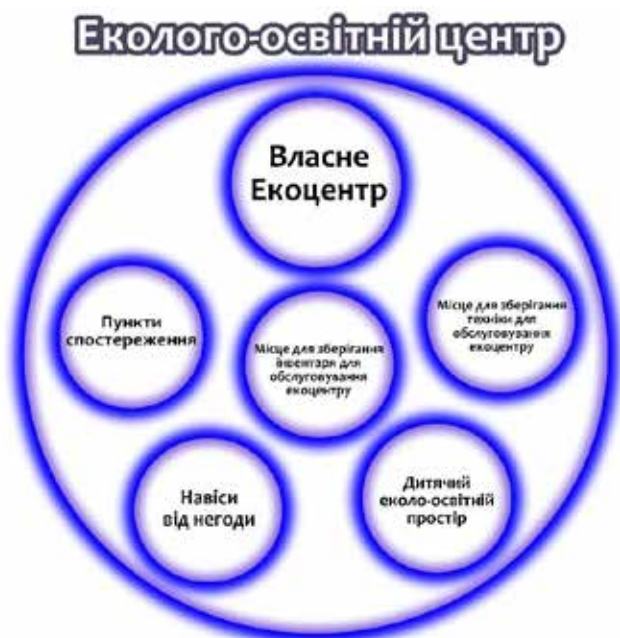 Еколого-освітній центр
Власне
Екоцентр
Пункти
спостереження
Місце для зберігання
інвентаря для
обслуговування
екоцентру
Місце для зберігання
техніки для
обслуговування
екоцентру
Навіси
від негоди
Дитячий
еколо-освітній
простір